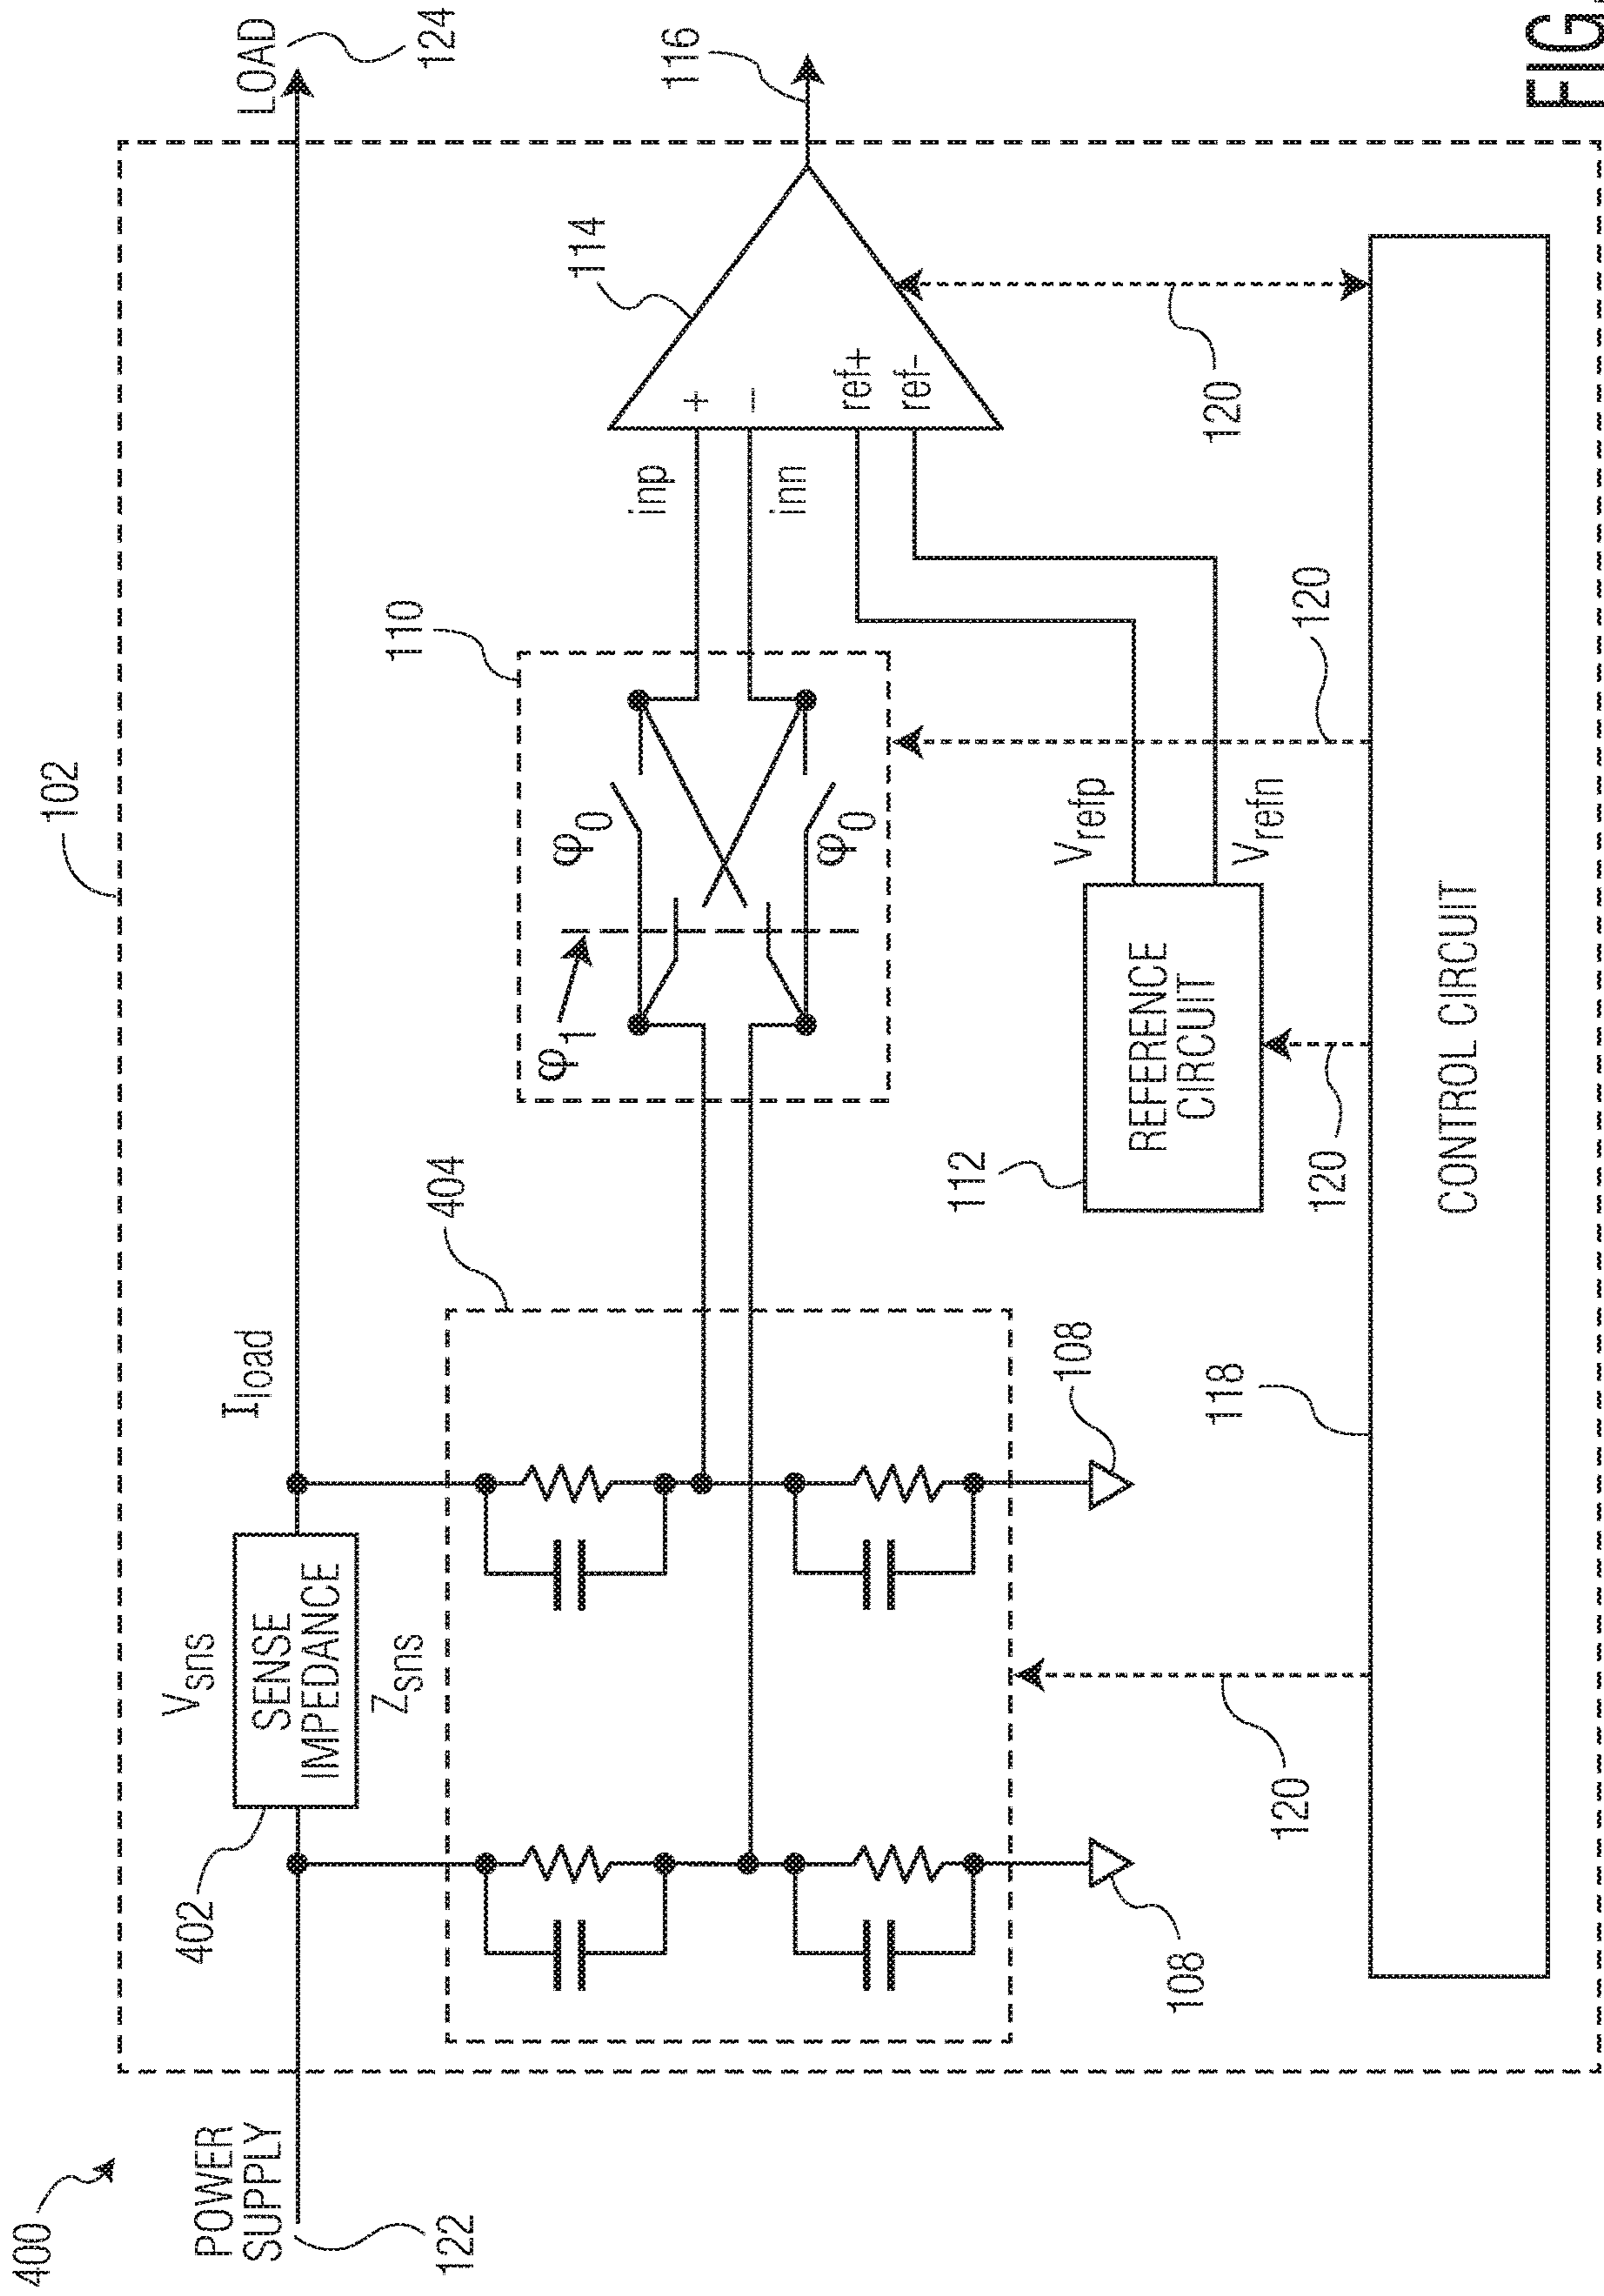 400
102
POWER
SUPPLY
122
402
Vsns
SENSE
IMPEDANCE
Zsns
Iload
LOAD
124
404
110
φ1
φ0
φ0
inp
inn
114
+
−
ref+
ref-
116
108
108
112
REFERENCE
CIRCUIT
Vrefp
Vrefn
120
120
120
120
118
CONTROL CIRCUIT
FIG.